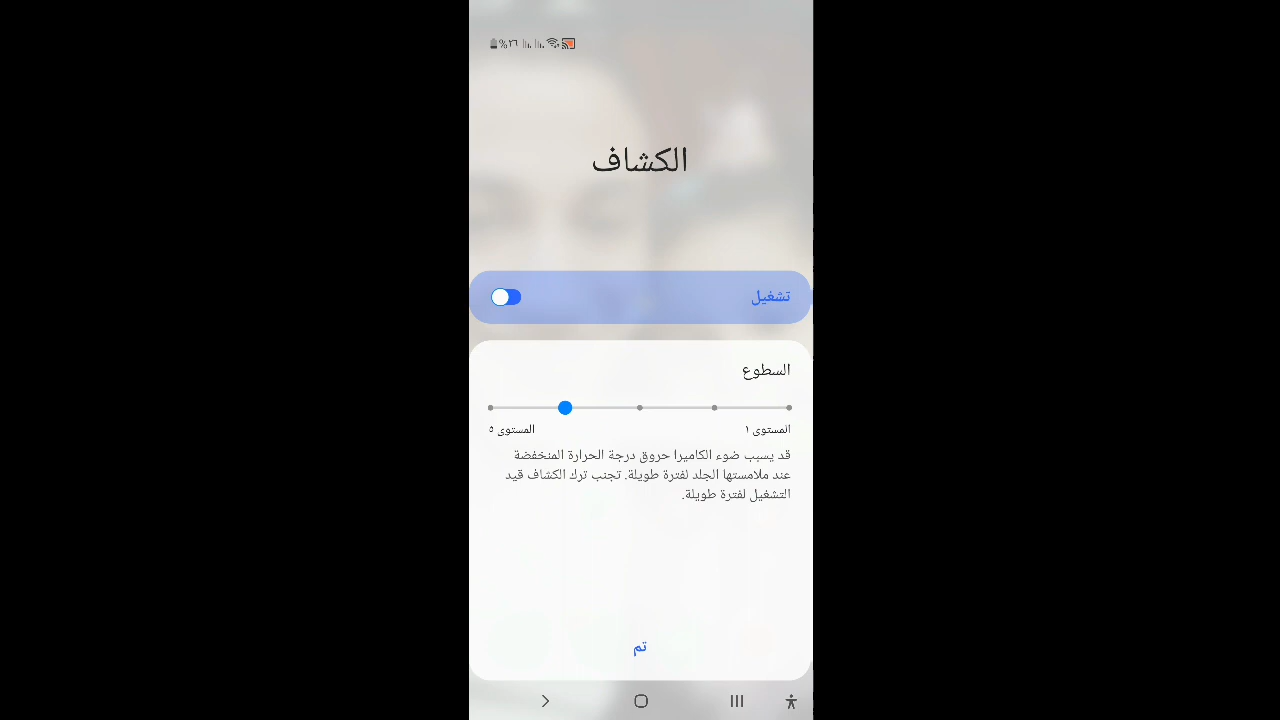 ٢٦%
الكشاف
تشغيل
السطوع
المستوى ١ المستوى ٥
قد يسبب ضوء الكاميرا حروق درجة الحرارة المنخفضة
عند ملامستها الجلد لفترة طويلة. تجنب ترك الكشاف قيد
التشغيل لفترة طويلة.
تم